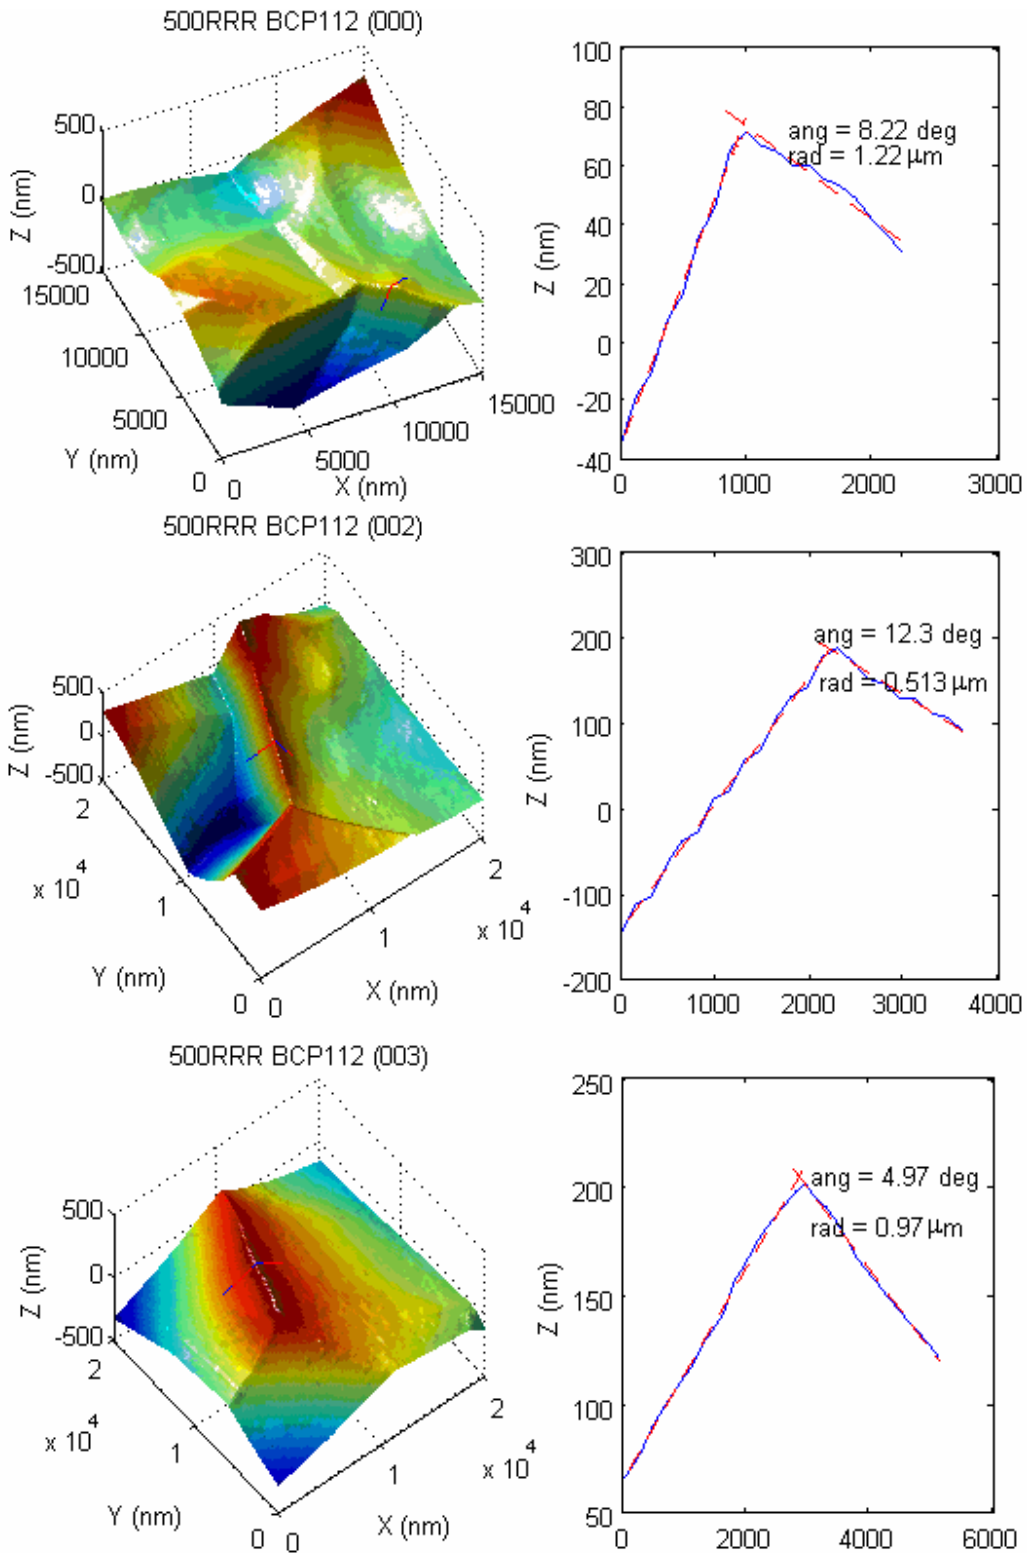 500RRR BCP112 (000)
500
0
-500
Z (nm)
15000
10000
5000
0
Y (nm)
0
5000
10000
15000
X (nm)
100
80
60
40
20
0
-20
-40
Z (nm)
ang = 8.22 deg
rad = 1.22 μm
0
1000
2000
3000
500RRR BCP112 (002)
500
0
-500
Z (nm)
2
1
0
x 10^4
Y (nm)
0
1
2
x 10^4
X (nm)
300
200
100
0
-100
-200
Z (nm)
ang = 12.3 deg
rad = 0.513 μm
0
1000
2000
3000
4000
500RRR BCP112 (003)
500
0
-500
Z (nm)
2
1
0
x 10^4
Y (nm)
0
1
2
x 10^4
X (nm)
250
200
150
100
50
Z (nm)
ang = 4.97 deg
rad = 0.97 μm
0
2000
4000
6000